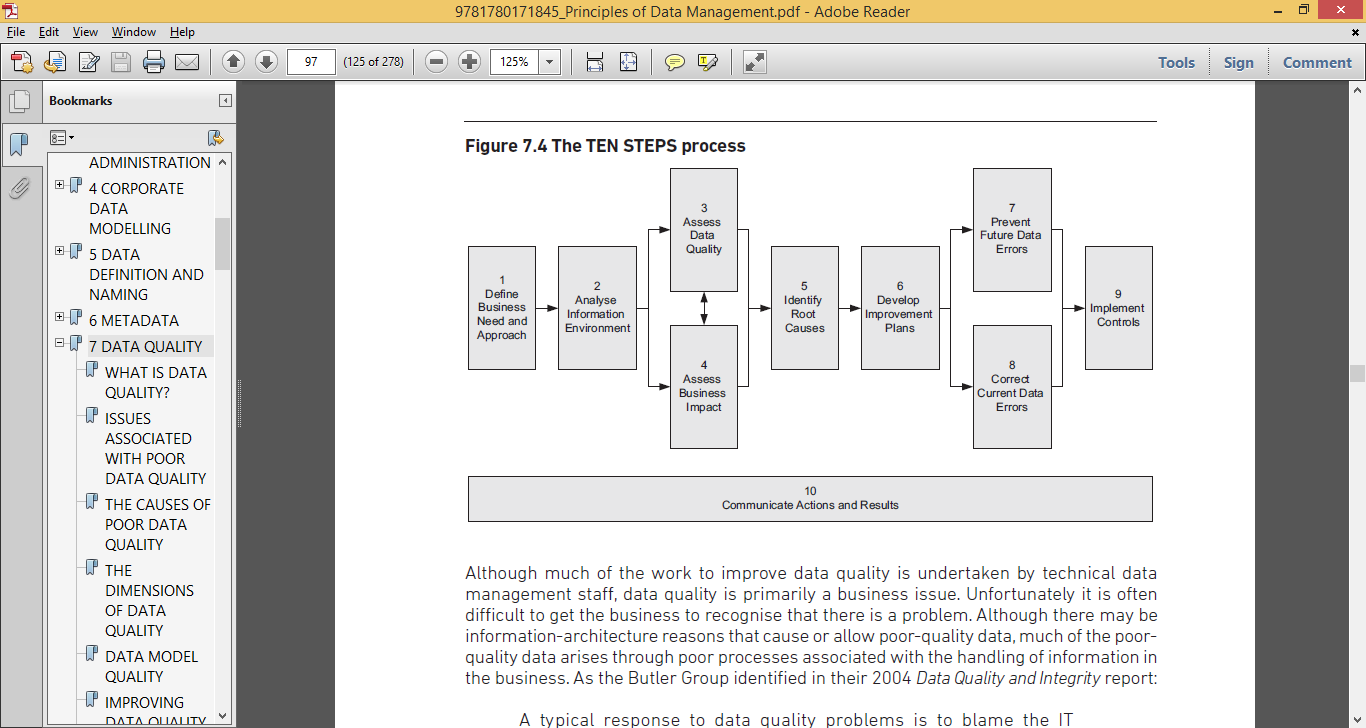 9781780171845_Principles of Data Management.pdf - Adobe Reader
File Edit View Window Help
97 (125 of 278) 125% Tools Sign Comment
Bookmarks
ADMINISTRATION
4 CORPORATE
DATA
MODELLING
5 DATA
DEFINITION AND
NAMING
6 METADATA
7 DATA QUALITY
WHAT IS DATA
QUALITY?
ISSUES
ASSOCIATED
WITH POOR
DATA QUALITY
THE CAUSES OF
POOR DATA
QUALITY
THE
DIMENSIONS
OF DATA
QUALITY
DATA MODEL
QUALITY
IMPROVING
DATA QUALITY
Figure 7.4 The TEN STEPS process
1
Define
Business
Need and
Approach
2
Analyse
Information
Environment
3
Assess
Data
Quality
4
Assess
Business
Impact
5
Identify
Root
Causes
6
Develop
Improvement
Plans
7
Prevent
Future Data
Errors
8
Correct
Current Data
Errors
9
Implement
Controls
10
Communicate Actions and Results
Although much of the work to improve data quality is undertaken by technical data
management staff, data quality is primarily a business issue. Unfortunately it is often
difficult to get the business to recognise that there is a problem. Although there may be
information-architecture reasons that cause or allow poor-quality data, much of the poor-
quality data arises through poor processes associated with the handling of information in
the business. As the Butler Group identified in their 2004 Data Quality and Integrity report:
A typical response to data quality problems is to blame the IT